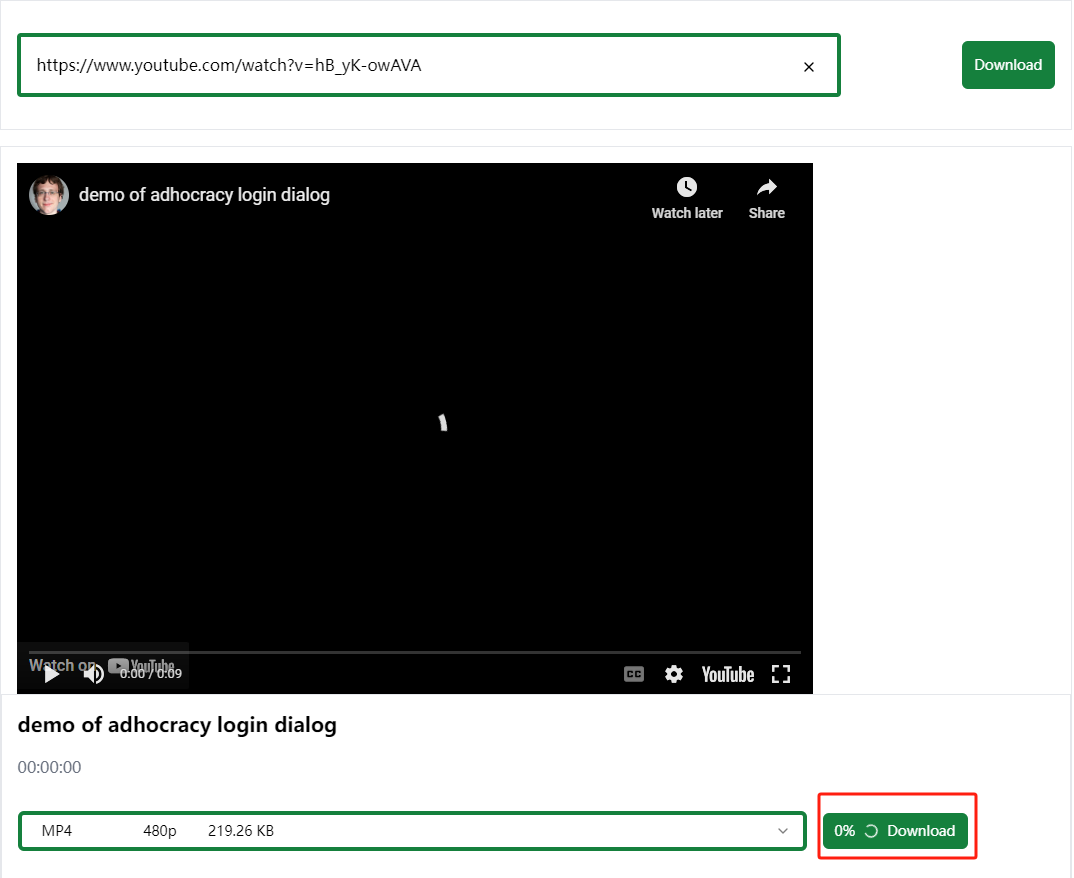 https://www.youtube.com/watch?v=hB_yK-owAVA
Download
demo of adhocracy login dialog
Watch later
Share
Watch on YouTube
0:00 / 0:09
CC
YouTube
demo of adhocracy login dialog
00:00:00
MP4 480p 219.26 KB
0% Download